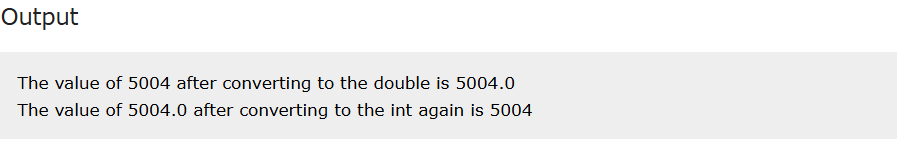 Output
The value of 5004 after converting to the double is 5004.0
The value of 5004.0 after converting to the int again is 5004